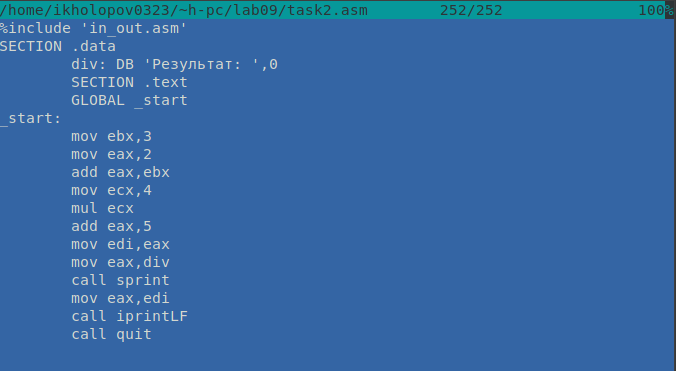 /home/ikholopov0323/~h-pc/lab09/task2.asm 252/252 100%
%include 'in_out.asm'
SECTION .data
div: DB 'Результат: ',0
SECTION .text
GLOBAL _start
_start:
mov ebx,3
mov eax,2
add eax,ebx
mov ecx,4
mul ecx
add eax,5
mov edi,eax
mov eax,div
call sprint
mov eax,edi
call iprintLF
call quit